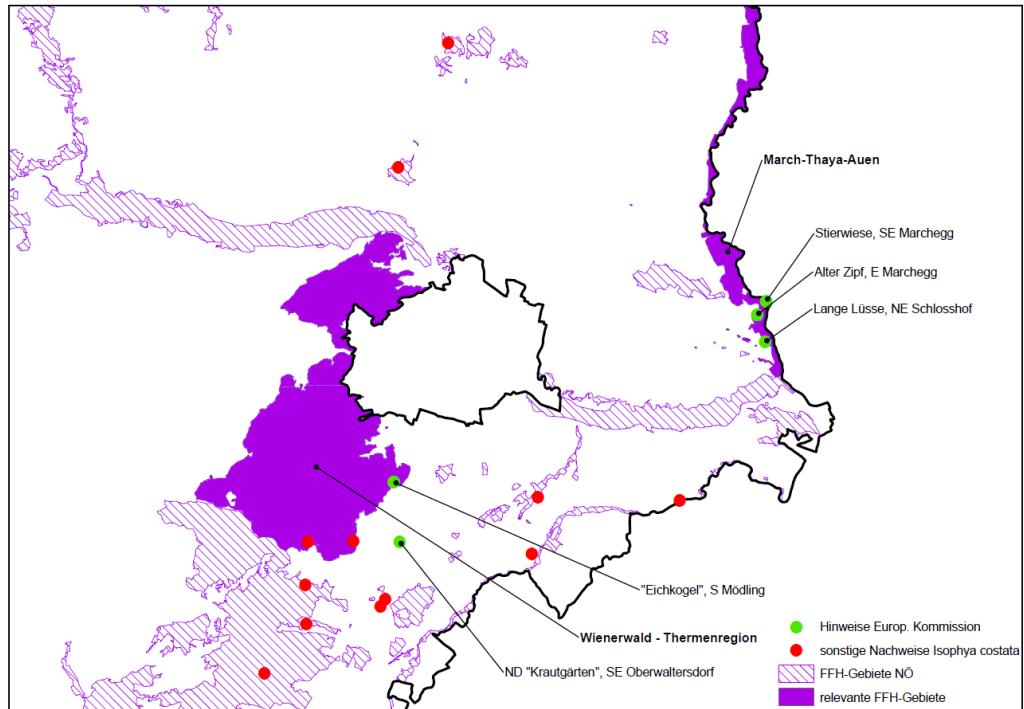 March-Thaya-Auen
Stierwiese, SE Marchegg
Alter Zipf, E Marchegg
Lange Lüsse, NE Schlosshof
"Eichkogel", S Mödling
Wienerwald - Thermenregion
ND "Krautgärten", SE Oberwaltersdorf
Hinweise Europ. Kommission
sonstige Nachweise Isophya costata
FFH-Gebiete NÖ
relevante FFH-Gebiete